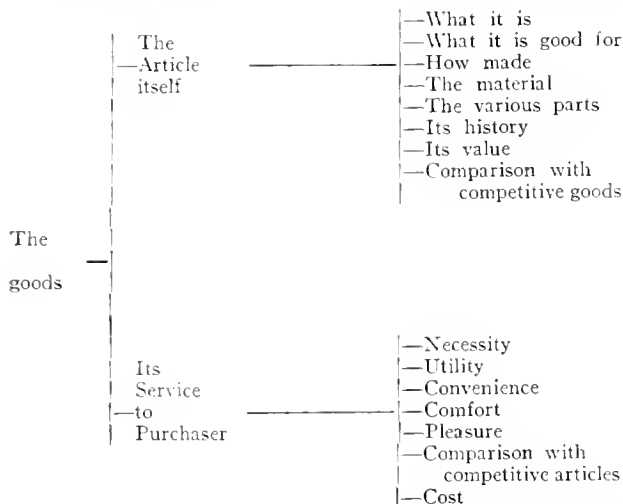 The
goods
The
Article
itself
What it is
What it is good for
How made
The material
The various parts
Its history
Its value
Comparison with
competitive goods
Its
Service
to
Purchaser
Necessity
Utility
Convenience
Comfort
Pleasure
Comparison with
competitive articles
Cost